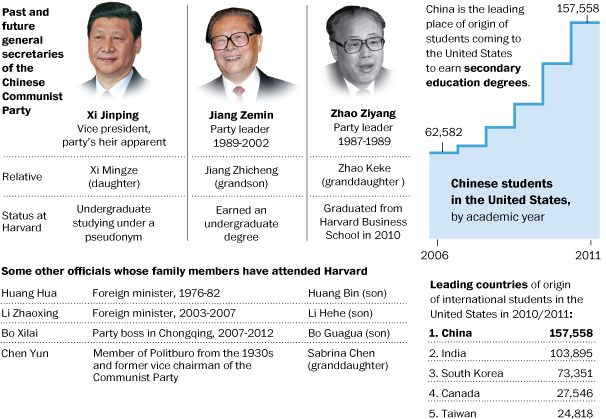 Past and
future
general
secretaries
of the
Chinese
Communist
Party
Xi Jinping
Vice president,
party's heir apparent
Jiang Zemin
Party leader
1989-2002
Zhao Ziyang
Party leader
1987-1989
Relative
Xi Mingze
(daughter)
Jiang Zhicheng
(grandson)
Zhao Keke
(granddaughter )
Status at
Harvard
Undergraduate
studying under a
pseudonym
Earned an
undergraduate
degree
Graduated from
Harvard Business
School in 2010
Some other officials whose family members have attended Harvard
Huang Hua Foreign minister, 1976-82 Huang Bin (son)
Li Zhaoxing Foreign minister, 2003-2007 Li Hehe (son)
Bo Xilai Party boss in Chongqing, 2007-2012 Bo Guagua (son)
Chen Yun Member of Politburo from the 1930s Sabrina Chen
and former vice chairman of the (granddaughter)
Communist Party
China is the leading
place of origin of
students coming to
the United States
to earn secondary
education degrees.
157,558
62,582
Chinese students
in the United States,
by academic year
2006 2011
Leading countries of origin
of international students in the
United States in 2010/2011:
1. China 157,558
2. India 103,895
3. South Korea 73,351
4. Canada 27,546
5. Taiwan 24,818